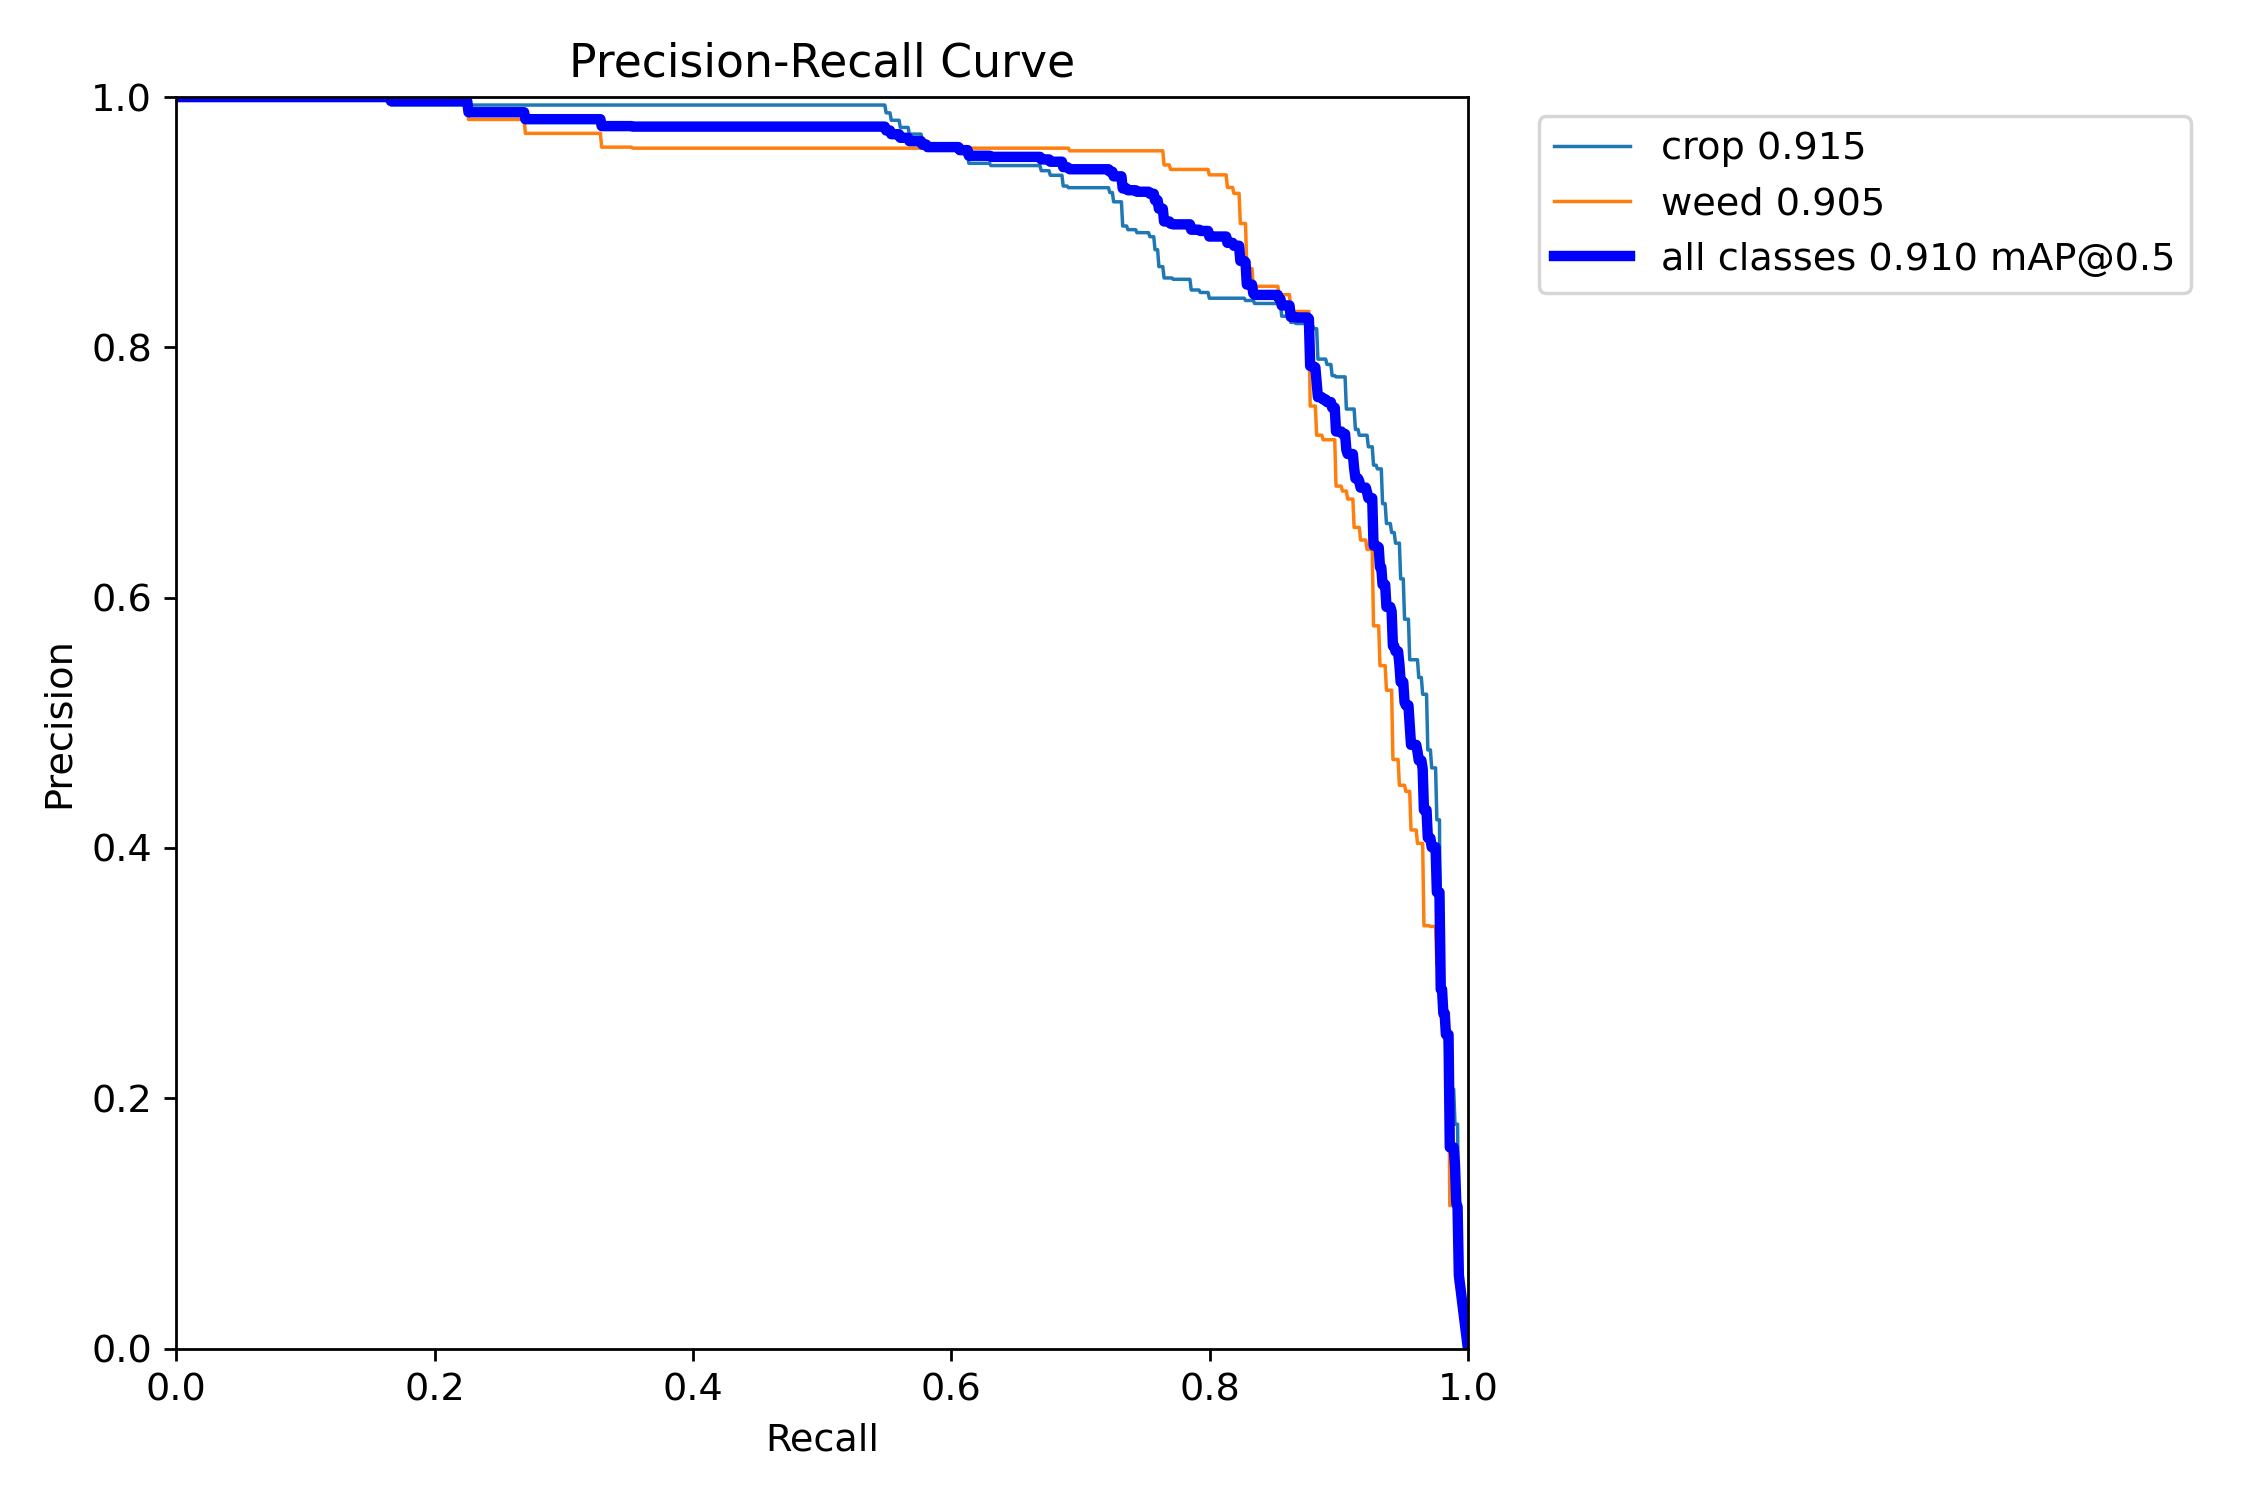 Precision-Recall Curve
1.0
0.8
0.6
0.4
0.2
0.0
Precision
0.0 0.2 0.4 0.6 0.8 1.0
Recall
crop 0.915
weed 0.905
all classes 0.910 mAP@0.5